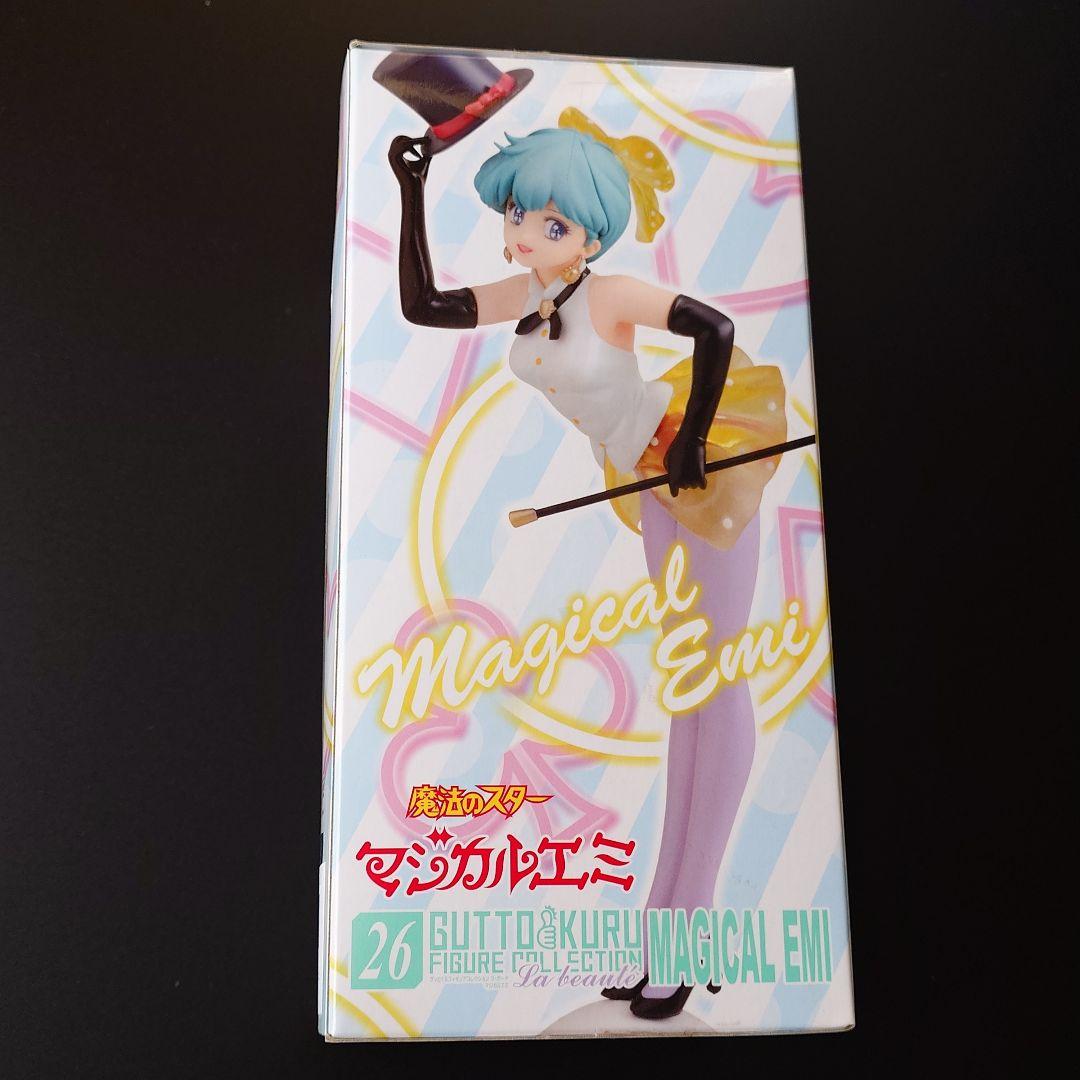 Magical
Emi
魔法のスター
マジカルエミ
26
GUTTO KURU
FIGURE COLLECTION
La beauté
MAGICAL EMI